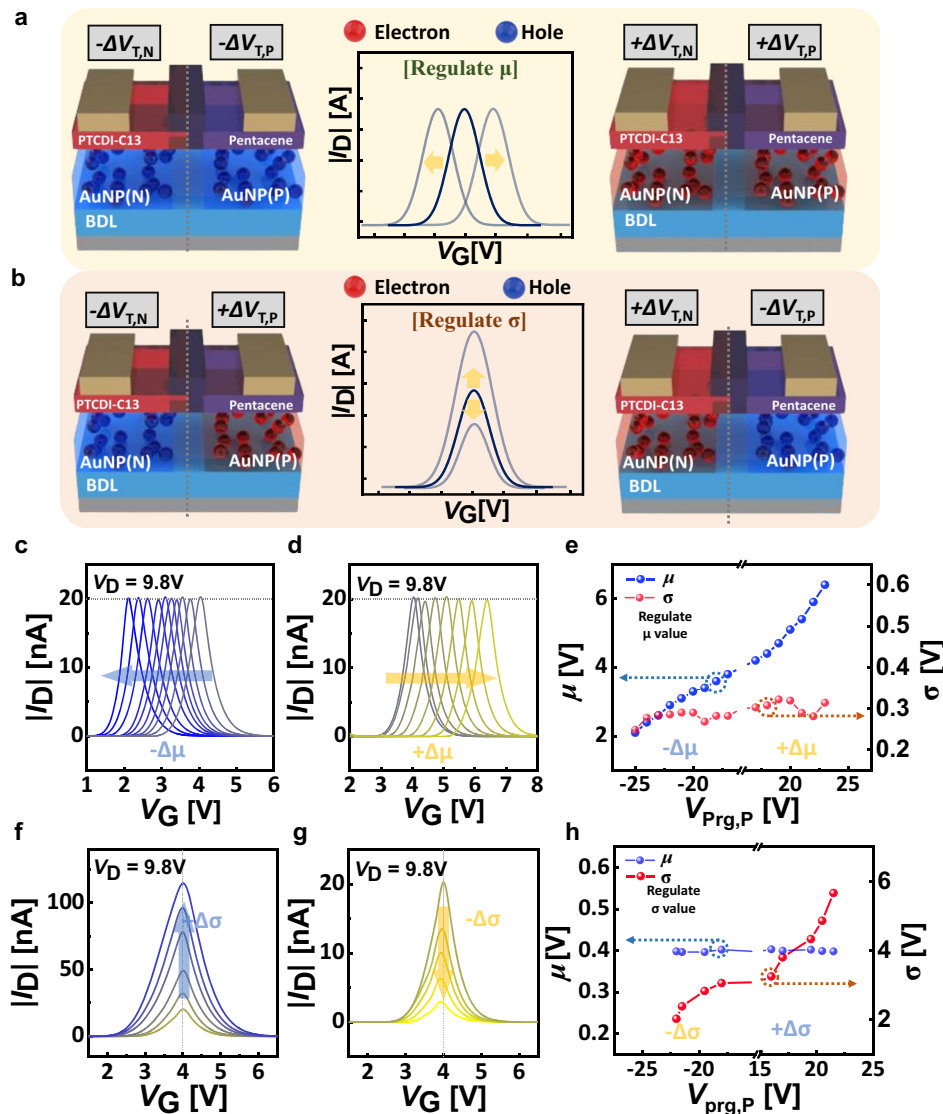 a
-ΔV_T,N
-ΔV_T,P
Electron
Hole
+ΔV_T,N
+ΔV_T,P
[Regulate μ]
|I_D| [A]
V_G[V]
PTCDI-C13
Pentacene
AuNP(N)
AuNP(P)
BDL
PTCDI-C13
Pentacene
AuNP(N)
AuNP(P)
BDL
b
-ΔV_T,N
+ΔV_T,P
Electron
Hole
+ΔV_T,N
-ΔV_T,P
[Regulate σ]
|I_D| [A]
V_G[V]
PTCDI-C13
Pentacene
AuNP(N)
AuNP(P)
BDL
PTCDI-C13
Pentacene
AuNP(N)
AuNP(P)
BDL
c
V_D = 9.8V
|I_D| [nA]
20
10
0
-Δμ
1 2 3 4 5 6
V_G [V]
d
V_D = 9.8V
|I_D| [nA]
20
10
0
+Δμ
2 3 4 5 6 7 8
V_G [V]
e
μ
σ
Regulate
μ value
μ [V]
6
4
2
σ [V]
0.6
0.5
0.4
0.3
0.2
-Δμ
+Δμ
-25 -20 20 25
V_Prg,P [V]
f
V_D = 9.8V
|I_D| [nA]
100
50
0
+Δσ
2 3 4 5 6
V_G [V]
g
V_D = 9.8V
|I_D| [nA]
20
10
0
-Δσ
2 3 4 5 6
V_G [V]
h
μ
σ
Regulate
σ value
μ [V]
0.6
0.5
0.4
0.3
0.2
σ [V]
6
4
2
-Δσ
+Δσ
-25 -20 15 20 25
V_prg,P [V]